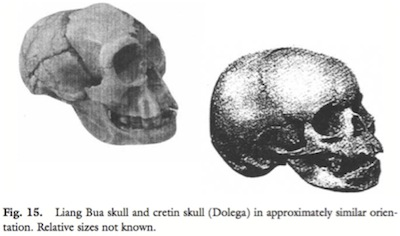 Fig. 15. Liang Bua skull and cretin skull (Dolega) in approximately similar orien-
tation. Relative sizes not known.